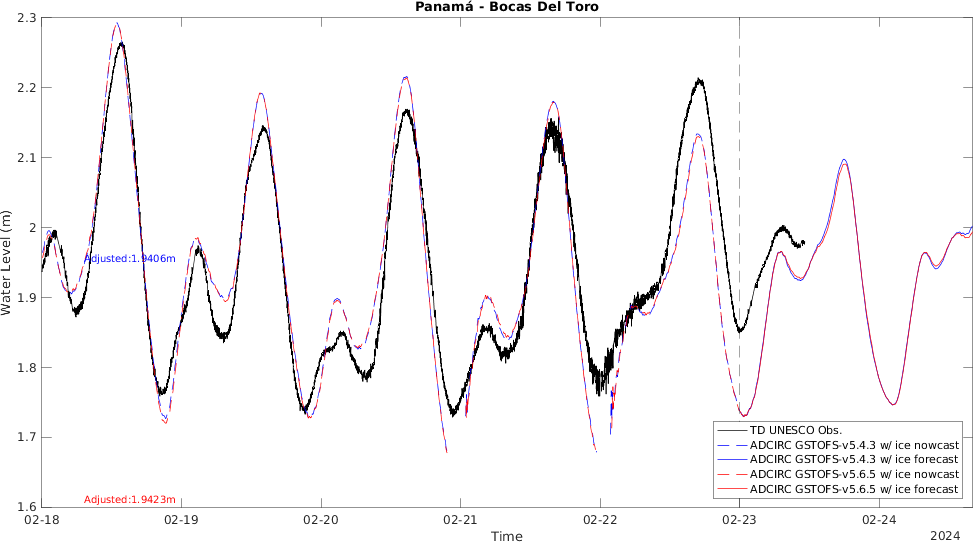 Panamá - Bocas Del Toro
2.3
2.2
2.1
2
1.9
1.8
1.7
1.6
Water Level (m)
Adjusted:1.9406m
Adjusted:1.9423m
TD UNESCO Obs.
ADCIRC GSTOFS-v5.4.3 w/ ice nowcast
ADCIRC GSTOFS-v5.4.3 w/ ice forecast
ADCIRC GSTOFS-v5.6.5 w/ ice nowcast
ADCIRC GSTOFS-v5.6.5 w/ ice forecast
02-18 02-19 02-20 02-21 02-22 02-23 02-24
Time
2024